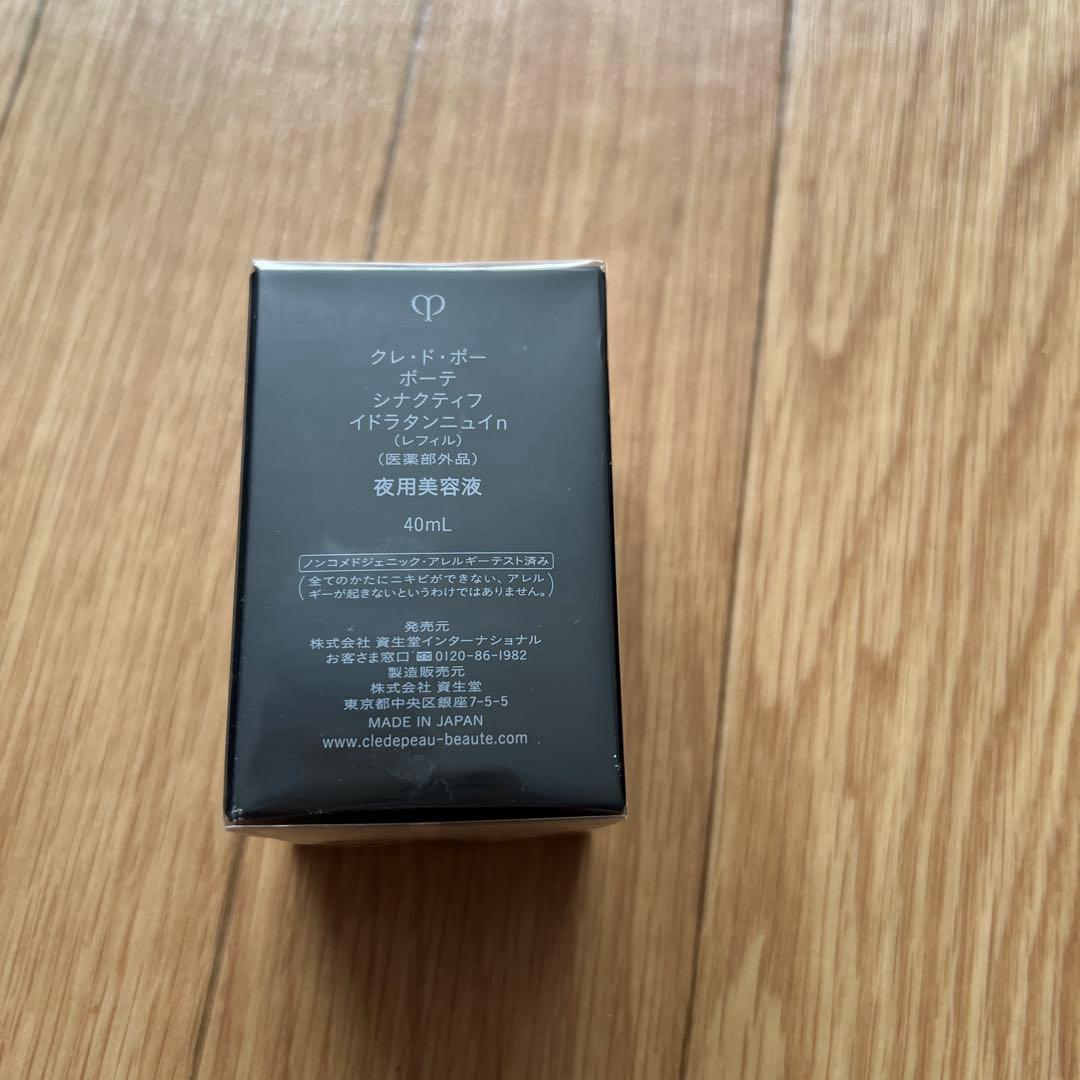 クレ・ド・ポー
ボーテ
シナクティフ
イドラタンニュイn
(レフィル)
(医薬部外品)
夜用美容液
40mL
ノンコメドジェニック・アレルギーテスト済み
(全てのかたにニキビができない、アレル
ギーが起きないというわけではありません。)
発売元
株式会社 資生堂インターナショナル
お客さま窓口 0120-86-1982
製造販売元
株式会社 資生堂
東京都中央区銀座7-5-5
MADE IN JAPAN
www.cledepeau-beaute.com